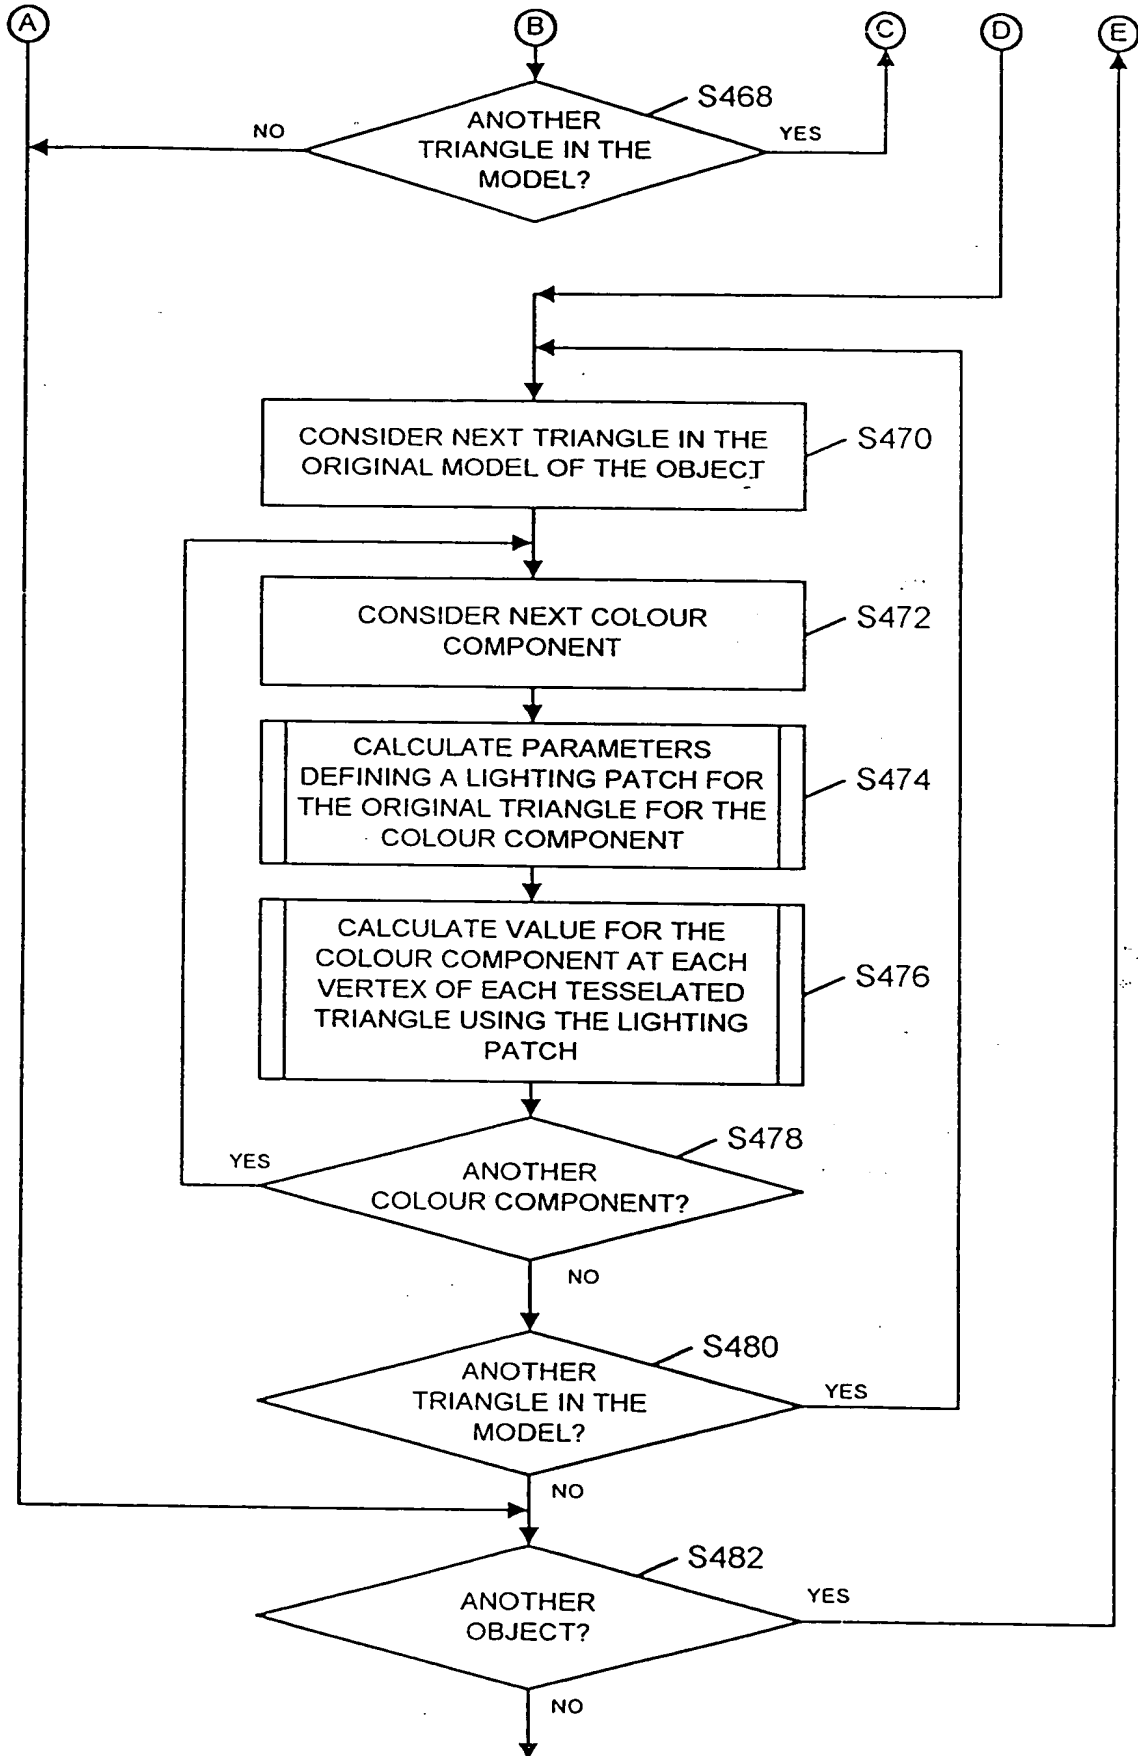 A
B
C
D
E
S468
ANOTHER
TRIANGLE IN THE
MODEL?
NO
YES
CONSIDER NEXT TRIANGLE IN THE
ORIGINAL MODEL OF THE OBJECT
S470
CONSIDER NEXT COLOUR
COMPONENT
S472
CALCULATE PARAMETERS
DEFINING A LIGHTING PATCH FOR
THE ORIGINAL TRIANGLE FOR THE
COLOUR COMPONENT
S474
CALCULATE VALUE FOR THE
COLOUR COMPONENT AT EACH
VERTEX OF EACH TESSELATED
TRIANGLE USING THE LIGHTING
PATCH
S476
S478
YES
ANOTHER
COLOUR COMPONENT?
NO
S480
ANOTHER
TRIANGLE IN THE
MODEL?
YES
NO
S482
ANOTHER
OBJECT?
YES
NO